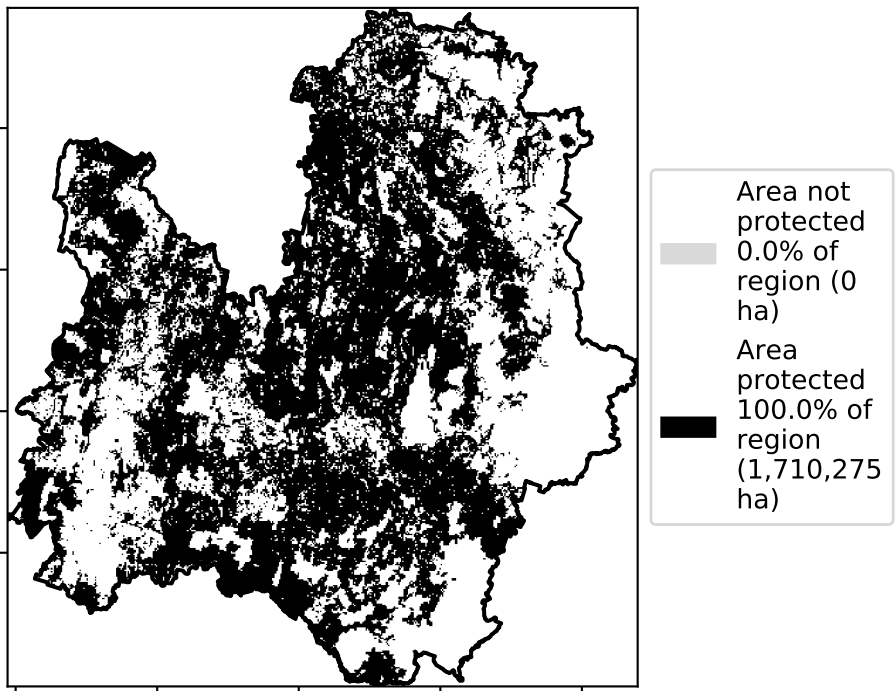 Area not
protected
0.0% of
region (0
ha)
Area
protected
100.0% of
region
(1,710,275
ha)